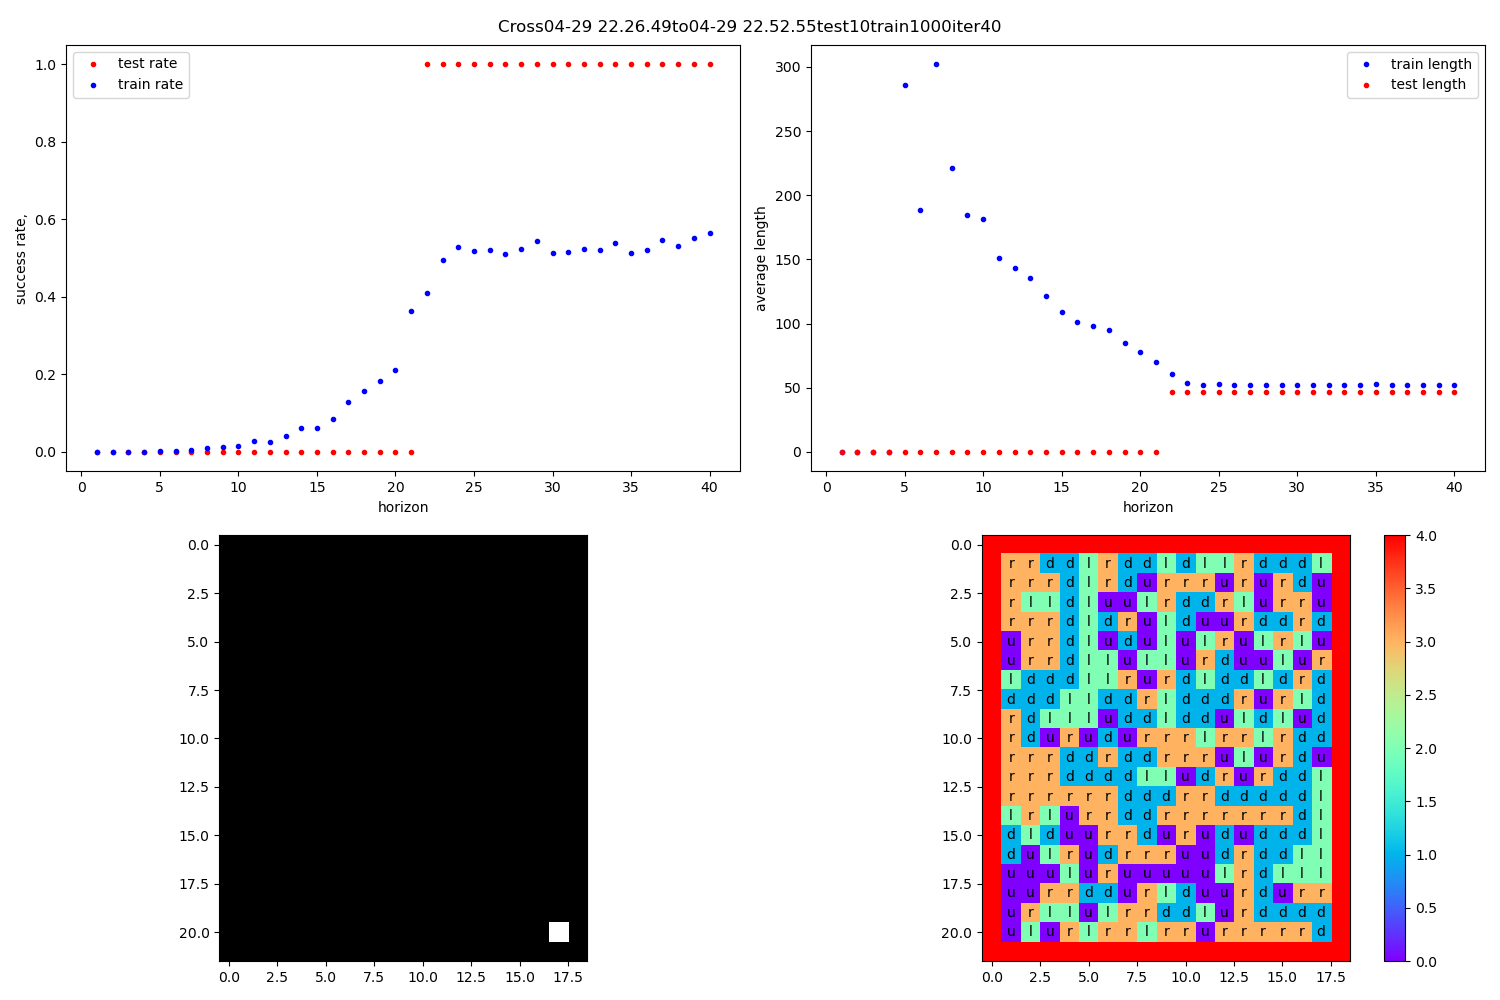 Cross04-29 22.26.49to04-29 22.52.55test10train1000iter40
test rate
train rate
1.0
0.8
0.6
0.4
0.2
0.0
success rate,
0 5 10 15 20 25 30 35 40
horizon
train length
test length
300
250
200
150
100
50
0
average length
0 5 10 15 20 25 30 35 40
horizon
0.0
2.5
5.0
7.5
10.0
12.5
15.0
17.5
20.0
0.0 2.5 5.0 7.5 10.0 12.5 15.0 17.5
0.0
2.5
5.0
7.5
10.0
12.5
15.0
17.5
20.0
r r d d l r d d l d l l r d d d l
r r r d l r d u r r r u r u r d u
r l l d l u u l r d d r l u r r u
r r r d l d r u l d u u r d d r d
u r r d l u d u l u l r u l r l u
u r r d l l u l l u r d u u l u r
l d d d l l r u r d l d d l d r d
d d d l l d d r l d d d r u r l d
r d l l l u d d l d d u l d l u d
r d u r u d u r r r l r r l r d d
r r r d d r d d r r r u l u r d u
r r r d d d d l l u d r u r d d l
r r r r r r d d d r r d d d d d l
l r l u r r d d r r r r r r r d l
d l d u u r r d u r u d u d d d l
d u l r u d r r r u u d r d d l l
u u u l u r u u u u u l r d l l l
u u r r d d u r l d u u r d u r r
u r l l u l r r d d l u r d d d d
u l u r l r r l r r u r r r r r d
0.0 2.5 5.0 7.5 10.0 12.5 15.0 17.5
4.0
3.5
3.0
2.5
2.0
1.5
1.0
0.5
0.0